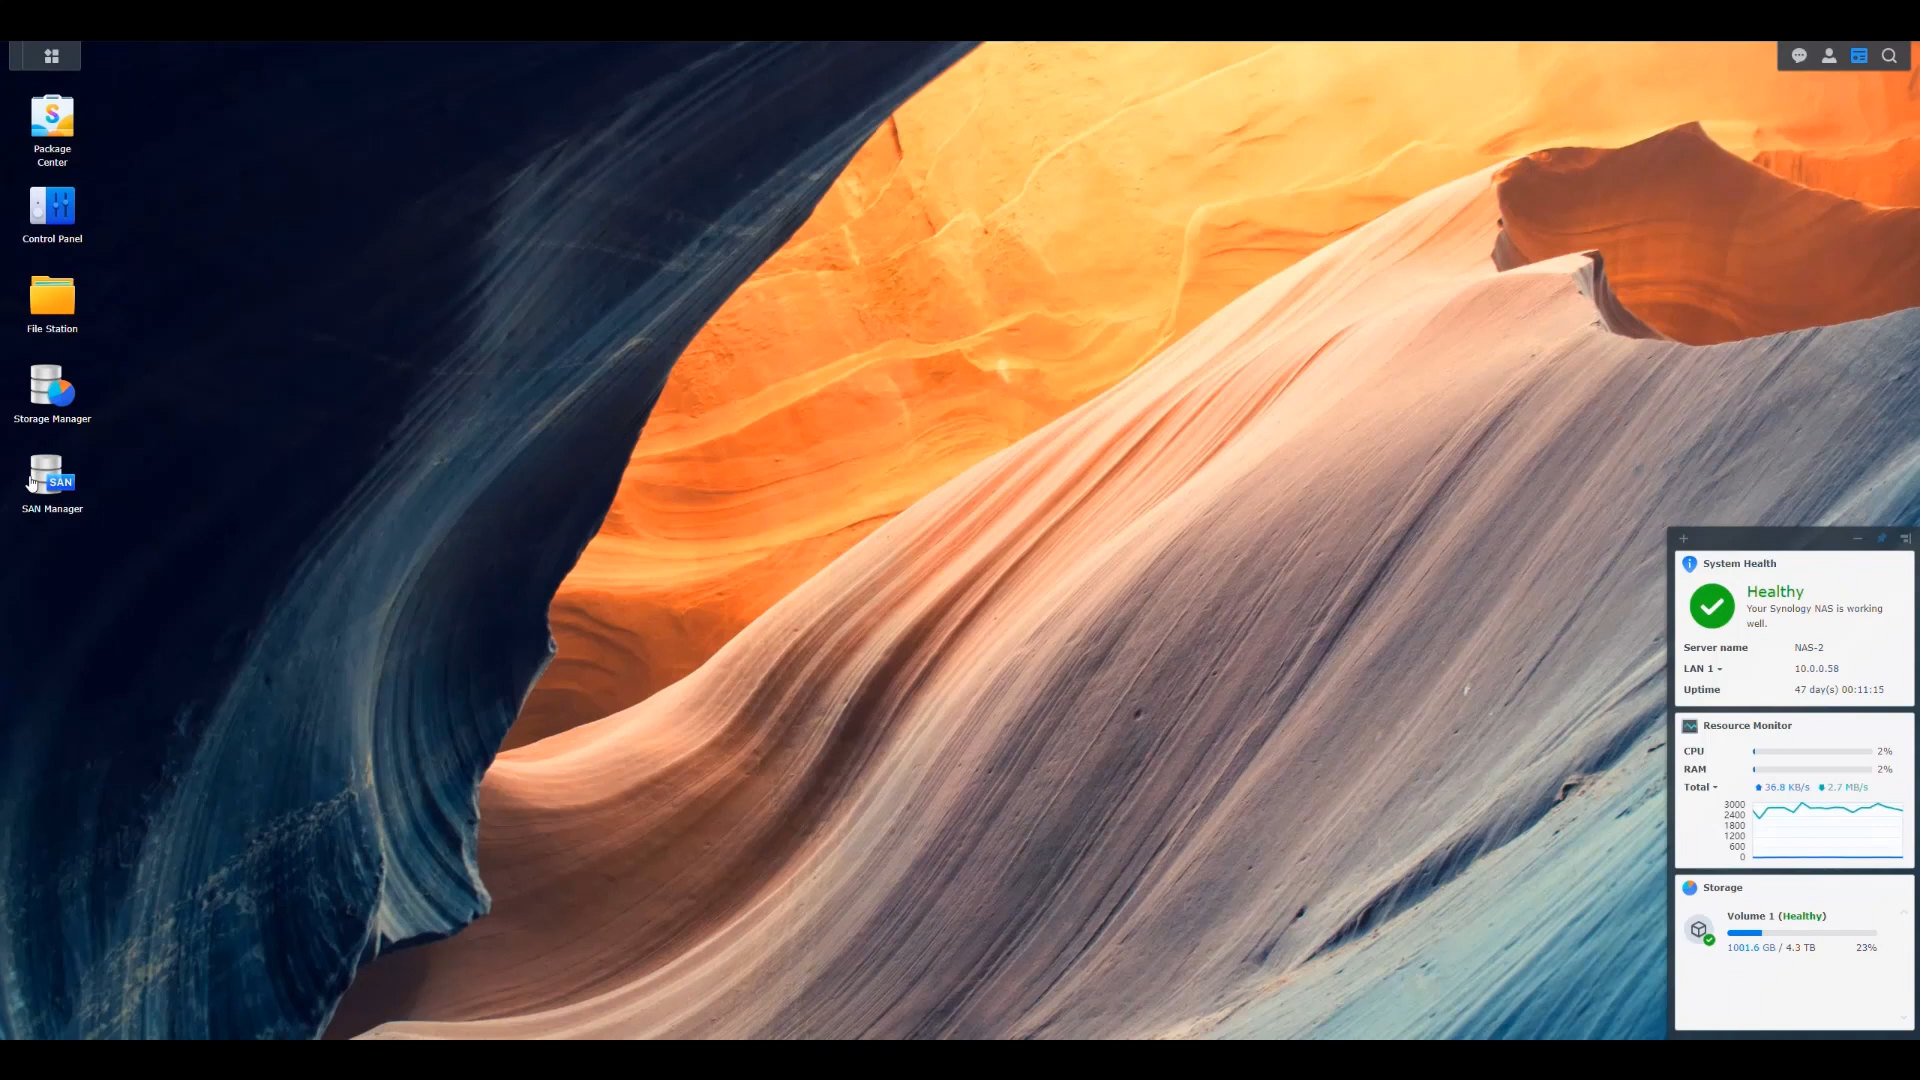 S
Package
Center
Control Panel
File Station
Storage Manager
SAN
SAN Manager
System Health
Healthy
Your Synology NAS is working
well.
Server name NAS-2
LAN 1 10.0.0.58
Uptime 47 day(s) 00:11:15
Resource Monitor
CPU 2%
RAM 2%
Total 36.8 KB/s 2.7 MB/s
3000
2400
1800
1200
600
0
Storage
Volume 1 (Healthy)
1001.6 GB / 4.3 TB 23%